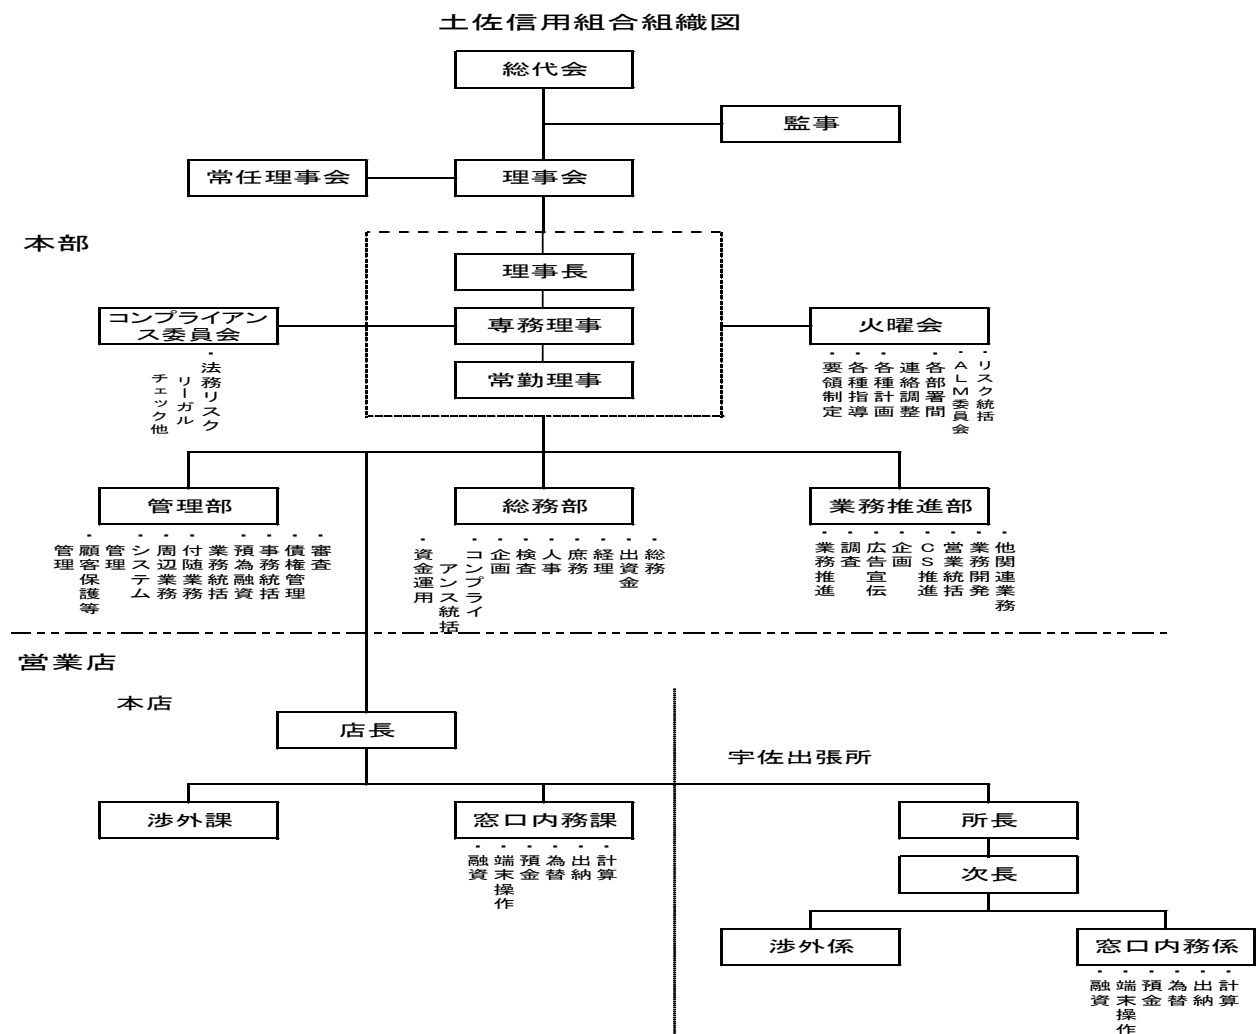 土佐信用組合組織図
総代会
監事
常任理事会
理事会
本部
理事長
コンプライアン
ス委員会
専務理事
火曜会
常勤理事
・法務リスク
リーガル
チェック他
・リスク統括
・ALM委員会
・各部署間
連絡調整
・各種計画
・各種指導
・要領制定
管理部
総務部
業務推進部
・審査
・債権管理
・事務統括
・預為融資
業務統括
・付随業務
・周辺業務
・システム
管理
・顧客保護等
管理
・総務
・出資金
・経理
・庶務
・人事
・検査
・企画
・コンプライ
アンス統括
・資金運用
・他関連業務
・業務開発
・営業統括
・CS推進
・企画
・広告宣伝
・調査
・業務推進
営業店
本店
店長
宇佐出張所
渉外課
窓口内務課
所長
・計算
・出納
・為替
・預金
・端末操作
・融資
次長
渉外係
窓口内務係
・計算
・出納
・為替
・預金
・端末操作
・融資